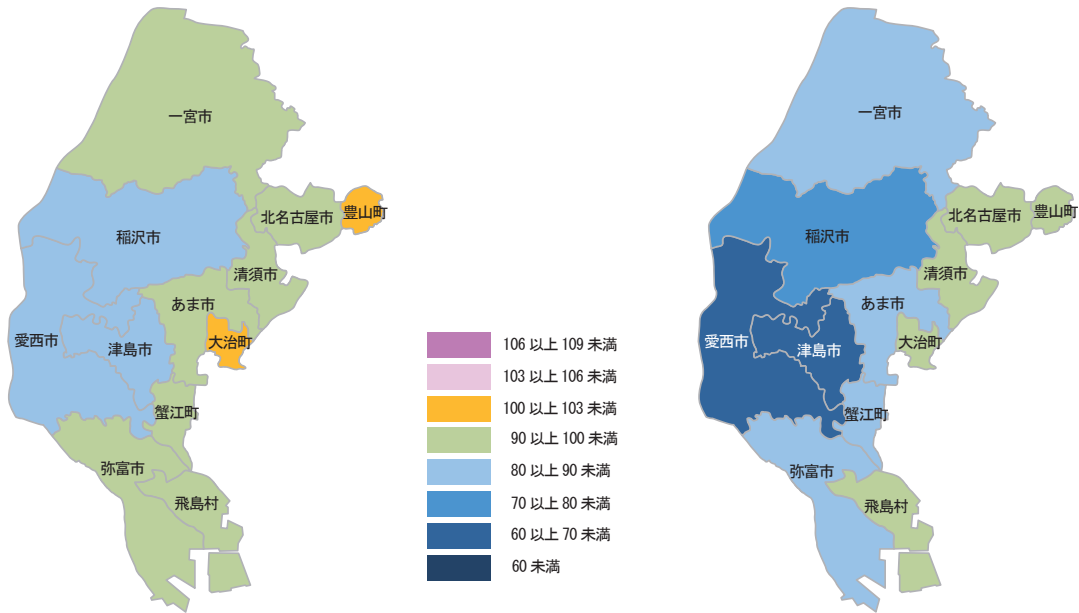 一宮市
北名古屋市
豊山町
稲沢市
清須市
あま市
愛西市
津島市
大治町
蟹江町
弥富市
飛島村
106 以上 109 未満
103 以上 106 未満
100 以上 103 未満
90 以上 100 未満
80 以上 90 未満
70 以上 80 未満
60 以上 70 未満
60 未満
一宮市
北名古屋市
豊山町
稲沢市
清須市
あま市
愛西市
津島市
大治町
蟹江町
弥富市
飛島村